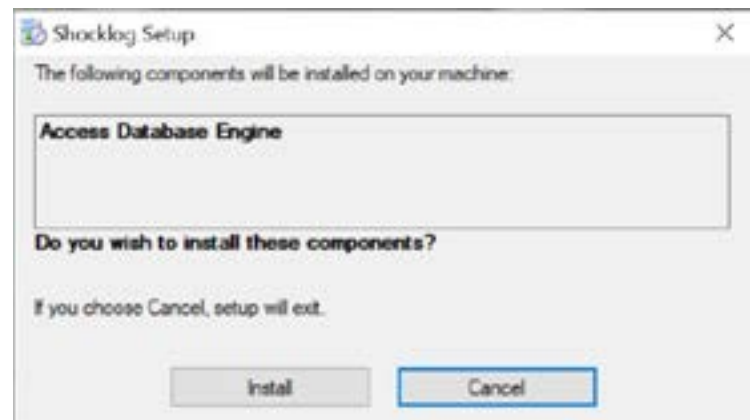 Shocklog Setup
The following components will be installed on your machine:
Access Database Engine
Do you wish to install these components?
If you choose Cancel, setup will exit.
Install
Cancel